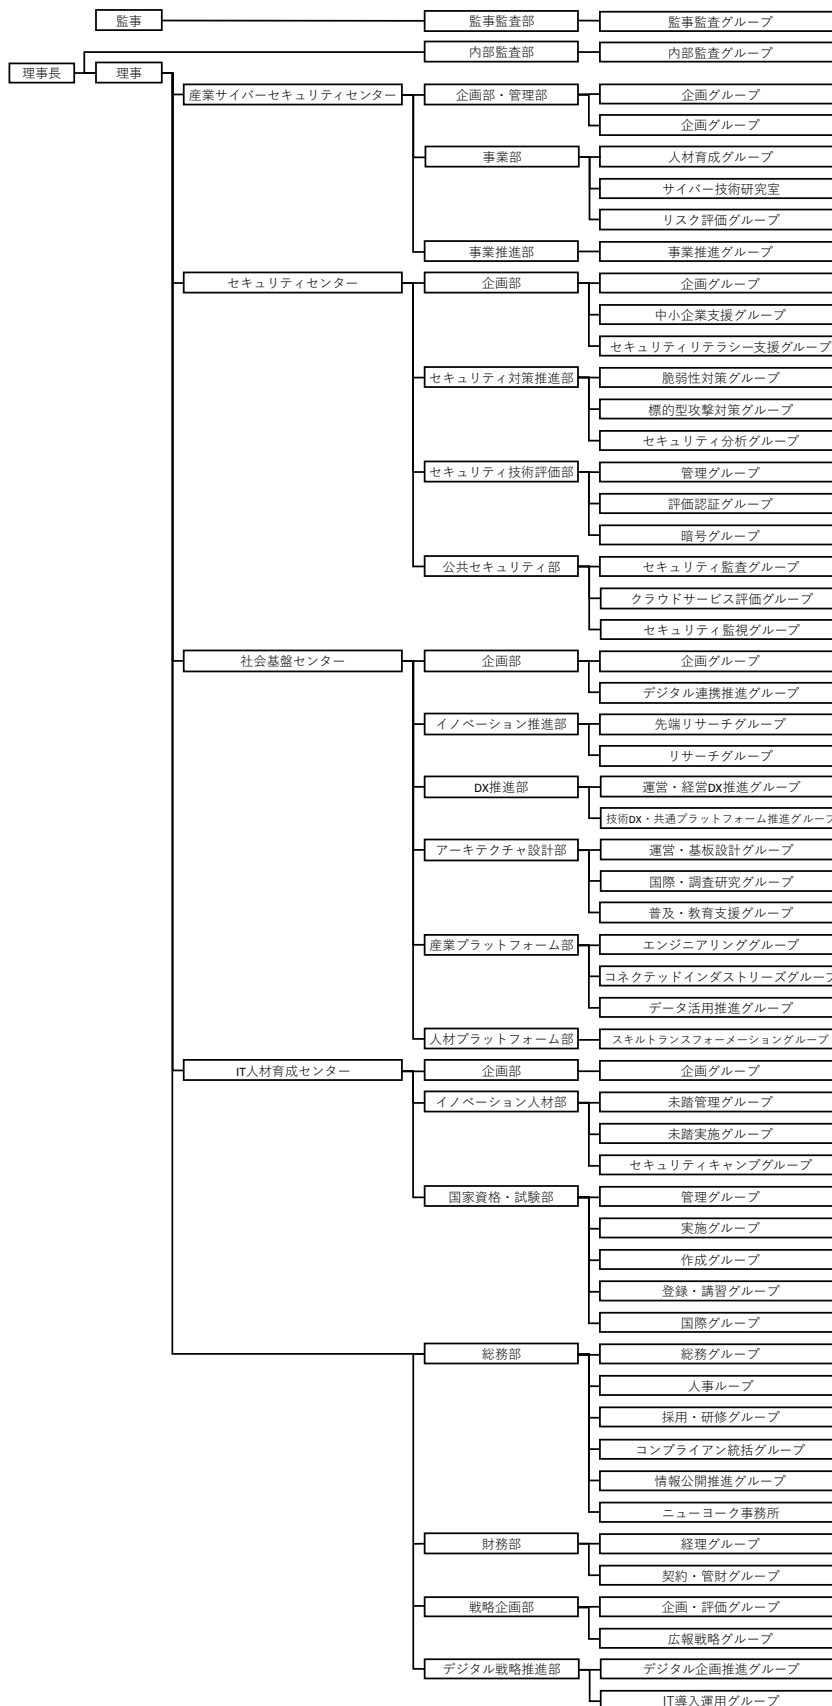 監事
監事監査部
監事監査グループ
内部監査部
内部監査グループ
理事長
理事
産業サイバーセキュリティセンター
企画部・管理部
企画グループ
企画グループ
事業部
人材育成グループ
サイバー技術研究室
リスク評価グループ
事業推進部
事業推進グループ
セキュリティセンター
企画部
企画グループ
中小企業支援グループ
セキュリティリテラシー支援グループ
セキュリティ対策推進部
脆弱性対策グループ
標的型攻撃対策グループ
セキュリティ分析グループ
セキュリティ技術評価部
管理グループ
評価認証グループ
暗号グループ
公共セキュリティ部
セキュリティ監査グループ
クラウドサービス評価グループ
セキュリティ監視グループ
社会基盤センター
企画部
企画グループ
デジタル連携推進グループ
イノベーション推進部
先端リサーチグループ
リサーチグループ
DX推進部
運営・経営DX推進グループ
技術DX・共通プラットフォーム推進グループ
アーキテクチャ設計部
運営・基板設計グループ
国際・調査研究グループ
普及・教育支援グループ
産業プラットフォーム部
エンジニアリンググループ
コネクテッドインダストリーズグループ
データ活用推進グループ
人材プラットフォーム部
スキルトランスフォーメーショングループ
IT人材育成センター
企画部
企画グループ
イノベーション人材部
未踏管理グループ
未踏実施グループ
セキュリティキャンプグループ
国家資格・試験部
管理グループ
実施グループ
作成グループ
登録・講習グループ
国際グループ
総務部
総務グループ
人事ループ
採用・研修グループ
コンプライアン統括グループ
情報公開推進グループ
ニューヨーク事務所
財務部
経理グループ
契約・管財グループ
戦略企画部
企画・評価グループ
広報戦略グループ
デジタル戦略推進部
デジタル企画推進グループ
IT導入運用グループ